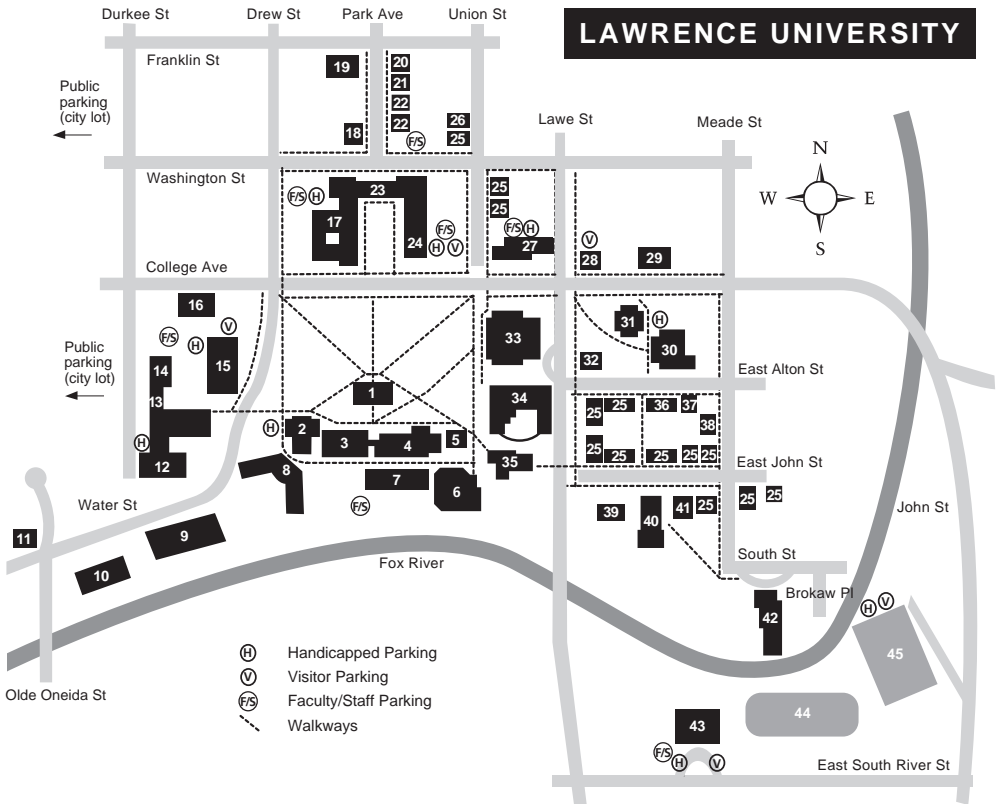 Durkee St
Drew St
Park Ave
Union St
LAWRENCE UNIVERSITY
Franklin St
19
20
21
22
22
18
26
25
F/S
Public
parking
(city lot)
Lawe St
Meade St
Washington St
N
W
E
S
F/S
H
23
17
24
F/S
H
V
25
25
F/S
H
27
V
28
29
College Ave
16
V
F/S
H
15
14
13
Public
parking
(city lot)
33
31
H
30
32
East Alton St
1
34
25
25
36
37
38
H
2
3
4
5
H
12
8
7
6
35
25
25
25
25
25
East John St
F/S
Water St
11
9
10
39
40
41
25
25
25
John St
Fox River
South St
Brokaw Pl
42
H
V
45
44
43
F/S
H
V
East South River St
Olde Oneida St
H Handicapped Parking
V Visitor Parking
F/S Faculty/Staff Parking
Walkways